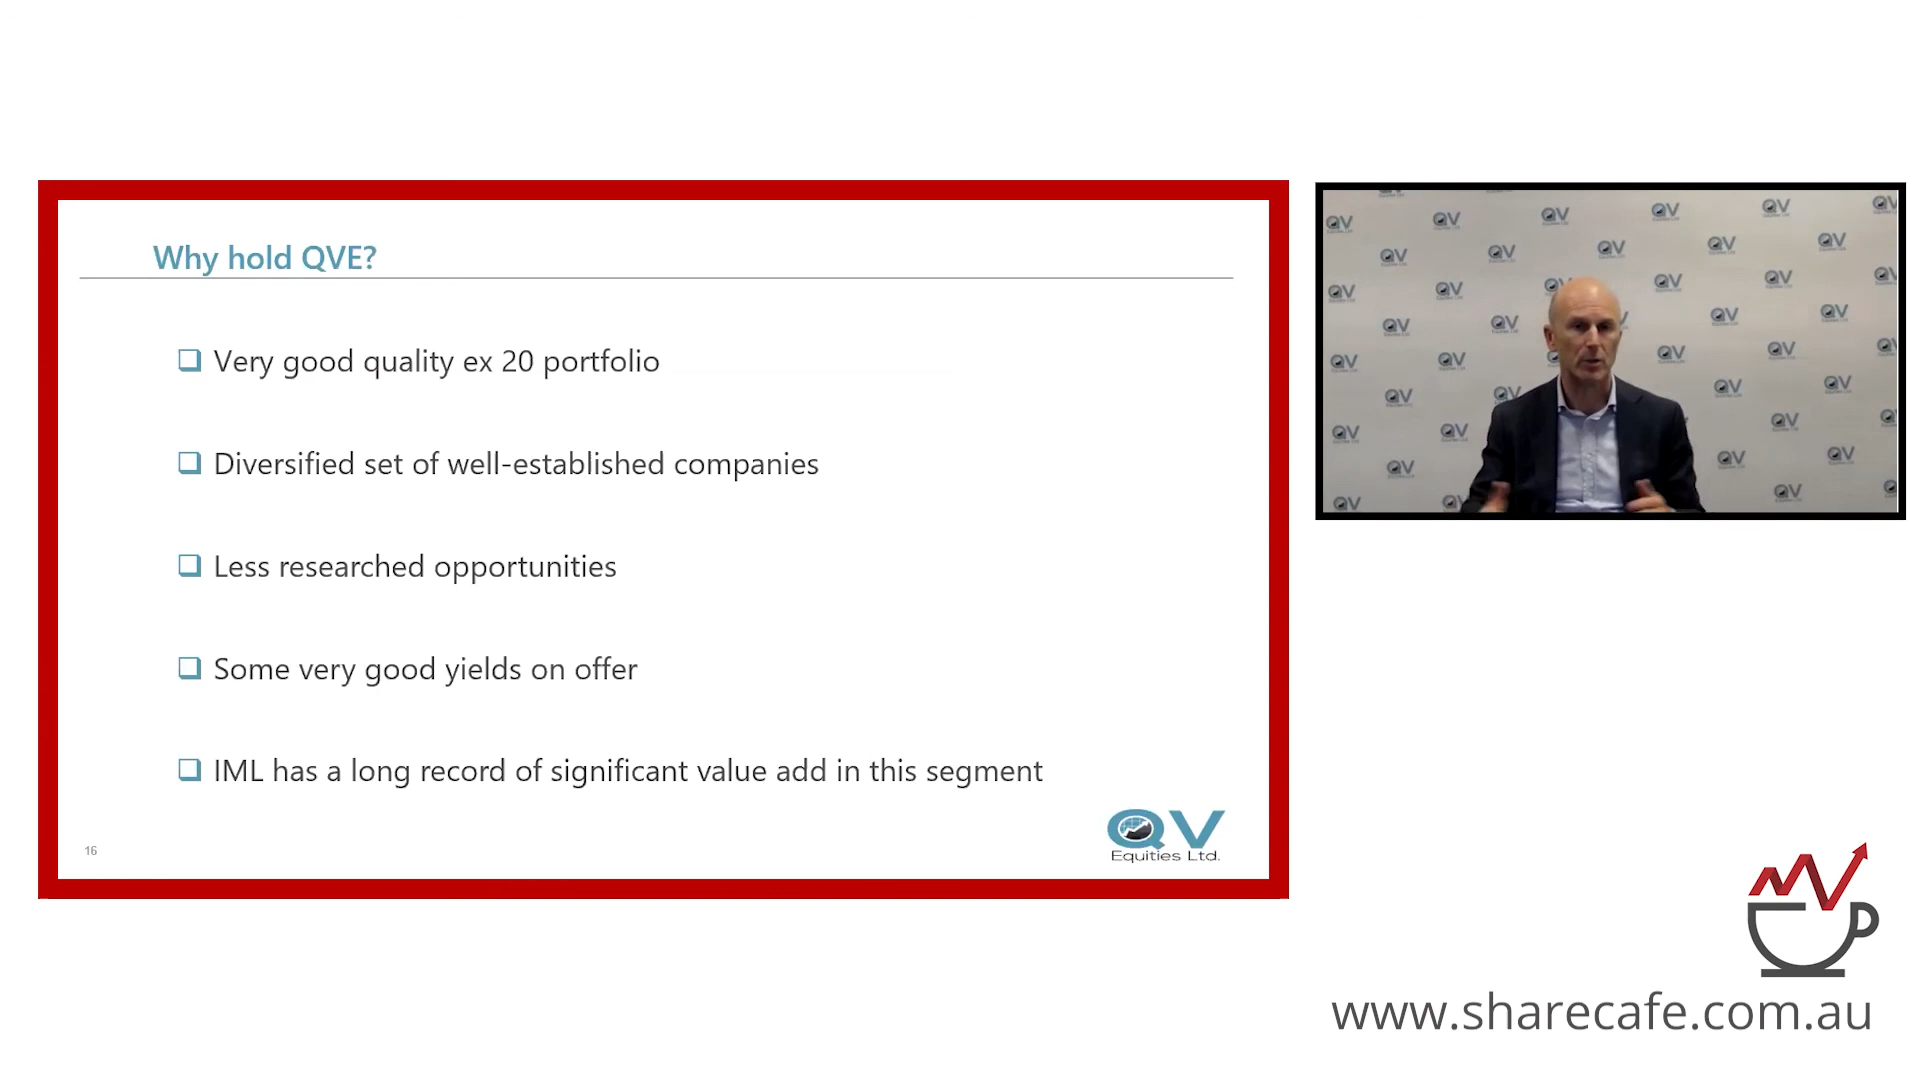 Why hold QVE?
Very good quality ex 20 portfolio
Diversified set of well-established companies
Less researched opportunities
Some very good yields on offer
IML has a long record of significant value add in this segment
QV
Equities Ltd.
16
www.sharecafe.com.au